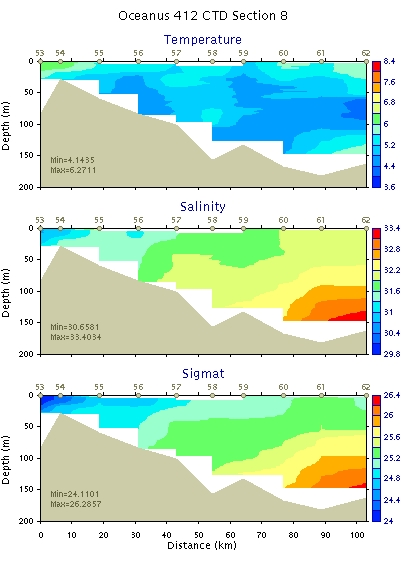 Oceanus 412 CTD Section 8
Temperature
53 54 55 56 57 58 59 60 61 62
0
50
100
150
200
Depth (m)
Min=4.1435
Max=6.2711
8.4
7.6
6.8
6
5.2
4.4
3.6
Salinity
53 54 55 56 57 58 59 60 61 62
0
50
100
150
200
Depth (m)
Min=30.6581
Max=33.4034
33.4
32.8
32.2
31.6
31
30.4
29.8
Sigmat
53 54 55 56 57 58 59 60 61 62
0
50
100
150
200
Depth (m)
Min=24.1101
Max=26.2857
26.4
26
25.6
25.2
24.8
24.4
24
0 10 20 30 40 50 60 70 80 90 100
Distance (km)